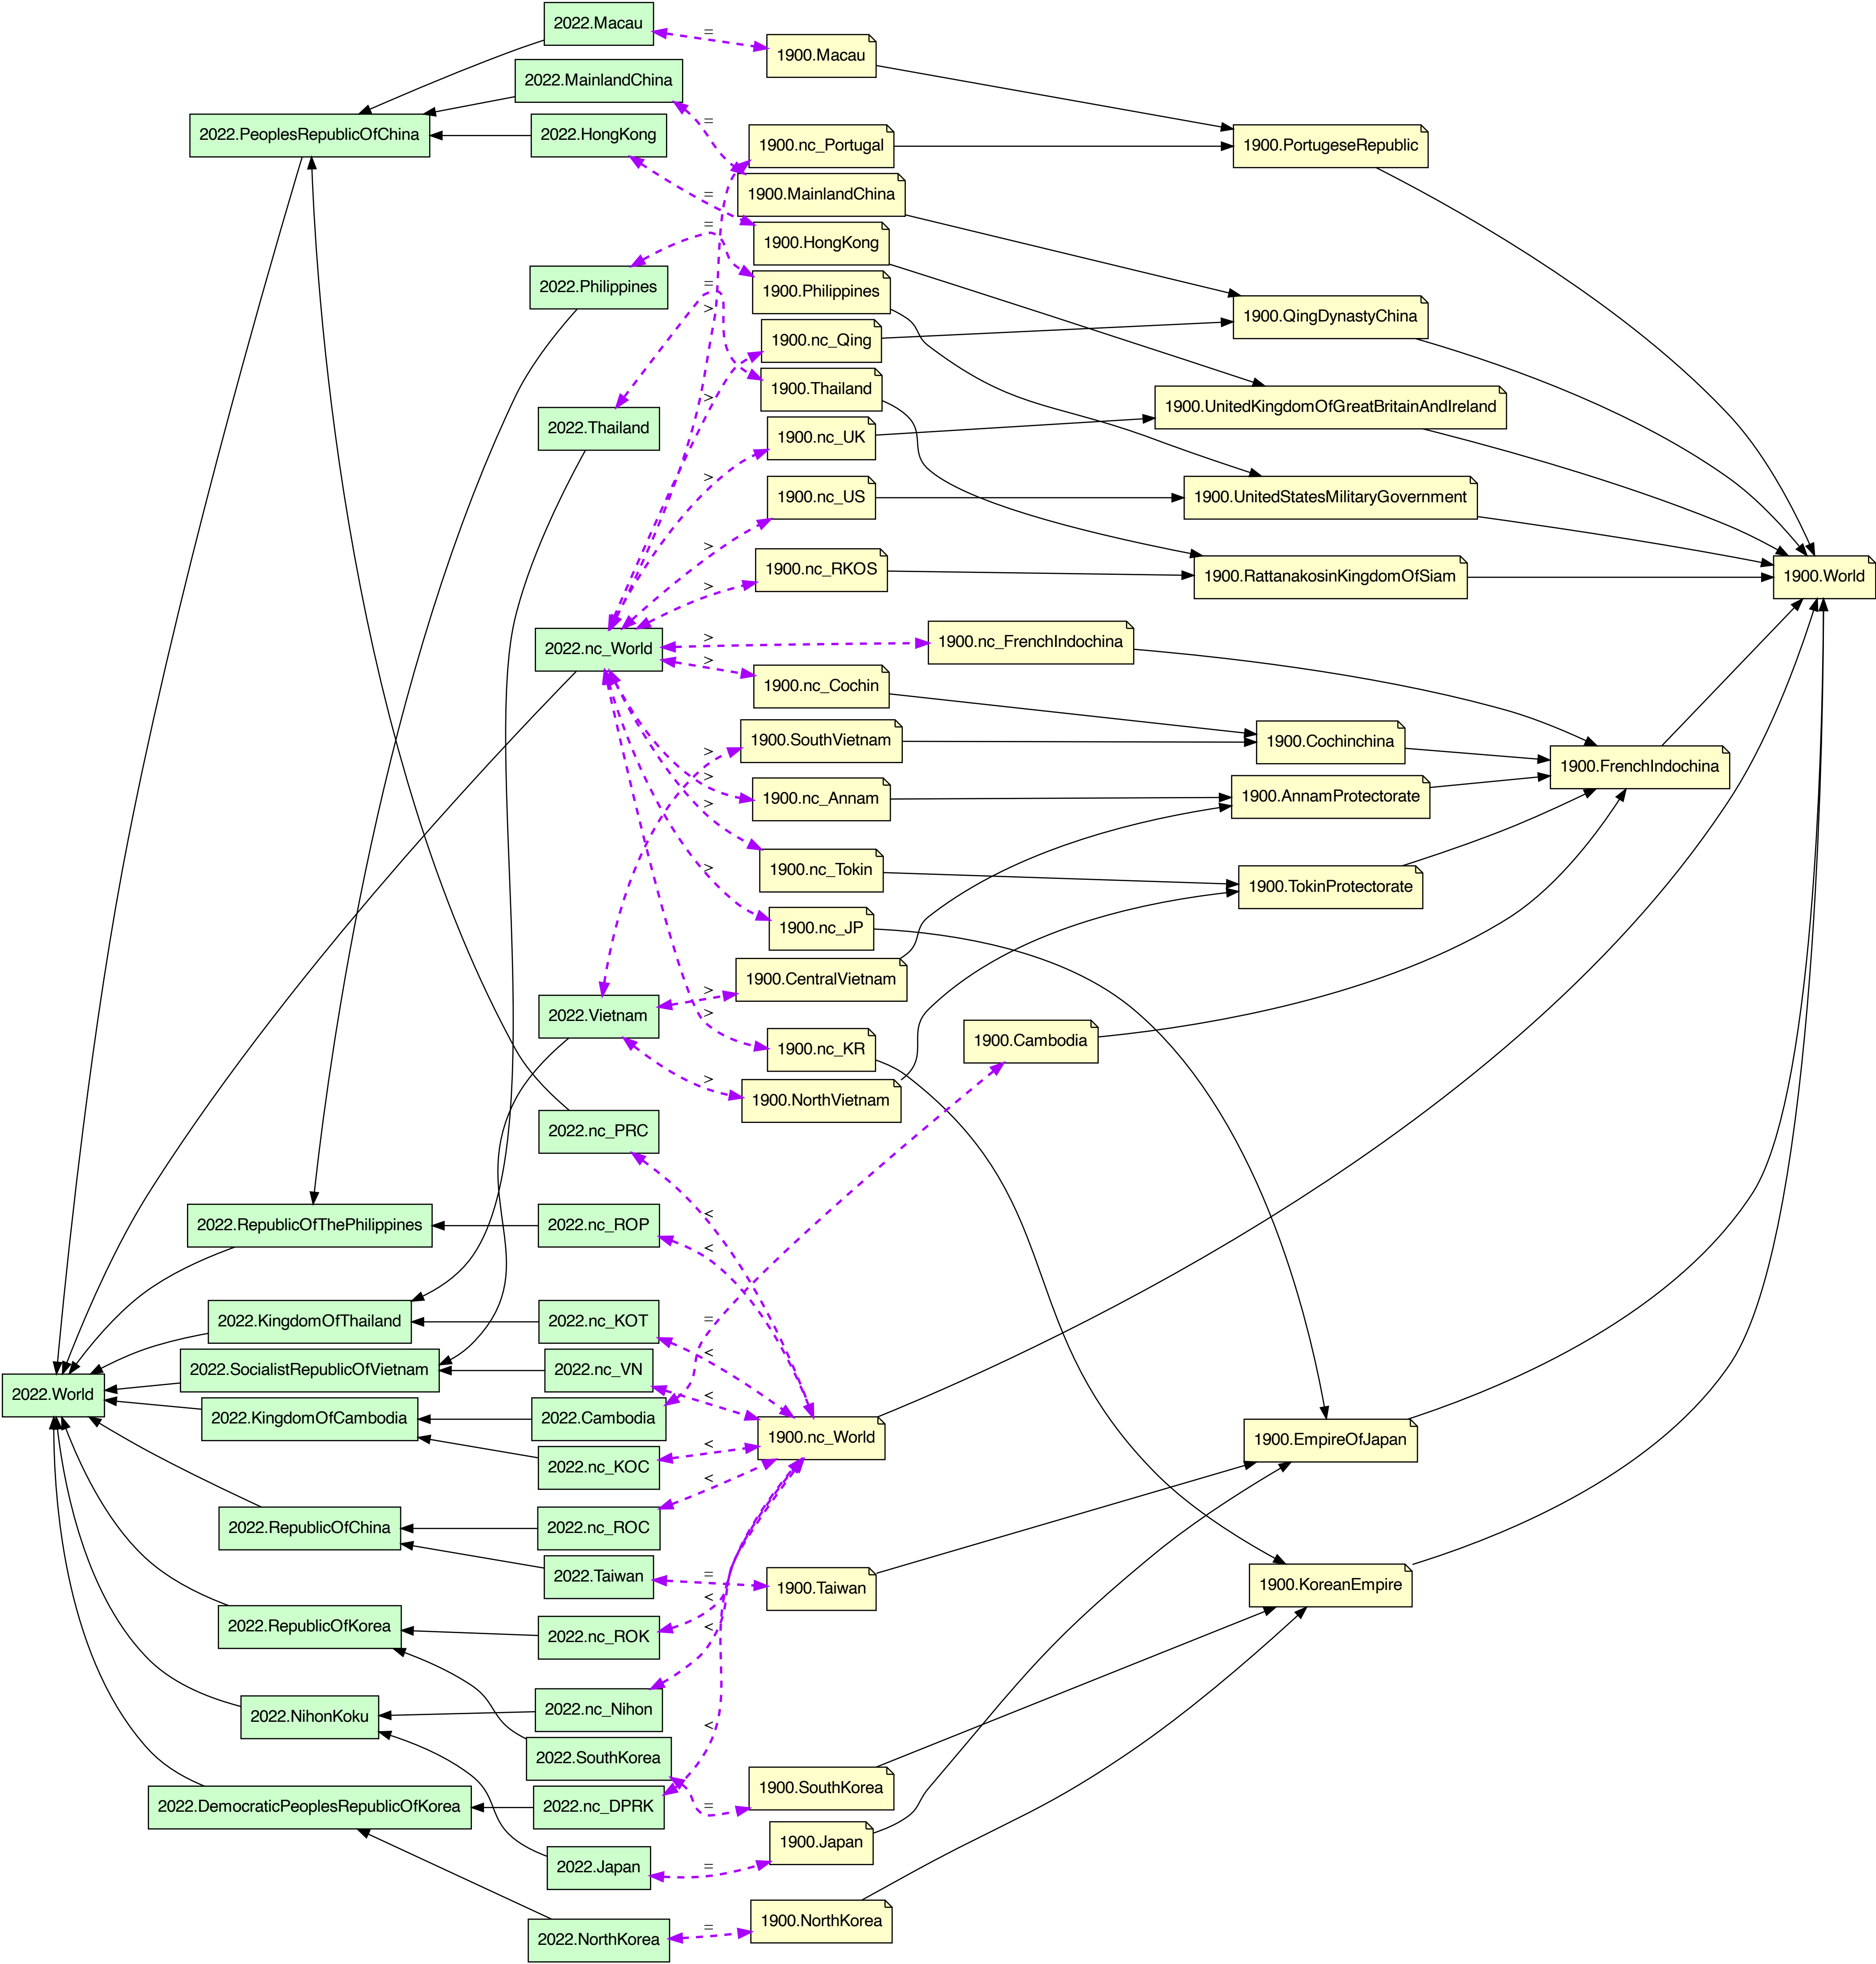 2022.Macau
=
1900.Macau
2022.MainlandChina
2022.PeoplesRepublicOfChina
2022.HongKong
=
1900.nc_Portugal
1900.PortugeseRepublic
=
1900.MainlandChina
=
1900.HongKong
2022.Philippines
=
>
1900.Philippines
1900.QingDynastyChina
1900.nc_Qing
2022.Thailand
>
1900.Thailand
1900.UnitedKingdomOfGreatBritainAndIreland
1900.nc_UK
>
1900.nc_US
1900.UnitedStatesMilitaryGovernment
>
1900.nc_RKOS
1900.RattanakosinKingdomOfSiam
1900.World
>
2022.nc_World
>
1900.nc_FrenchIndochina
>
1900.nc_Cochin
1900.SouthVietnam
1900.Cochinchina
>
1900.FrenchIndochina
>
1900.nc_Annam
1900.AnnamProtectorate
>
1900.nc_Tokin
>
1900.TokinProtectorate
1900.nc_JP
1900.CentralVietnam
>
2022.Vietnam
>
1900.nc_KR
1900.Cambodia
>
1900.NorthVietnam
2022.nc_PRC
<
2022.RepublicOfThePhilippines
2022.nc_ROP
<
2022.KingdomOfThailand
2022.nc_KOT
=
<
2022.SocialistRepublicOfVietnam
2022.nc_VN
2022.World
<
2022.KingdomOfCambodia
2022.Cambodia
1900.nc_World
1900.EmpireOfJapan
<
2022.nc_KOC
<
2022.RepublicOfChina
2022.nc_ROC
2022.Taiwan
=
1900.Taiwan
1900.KoreanEmpire
<
2022.RepublicOfKorea
<
2022.nc_ROK
2022.NihonKoku
2022.nc_Nihon
<
2022.SouthKorea
1900.SouthKorea
2022.DemocraticPeoplesRepublicOfKorea
2022.nc_DPRK
=
1900.Japan
2022.Japan
=
1900.NorthKorea
=
2022.NorthKorea